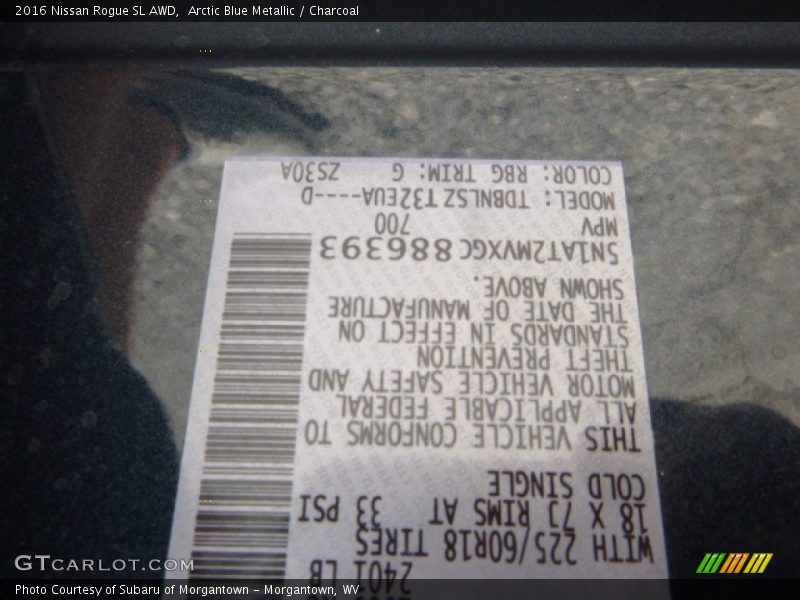 2016 Nissan Rogue SL AWD, Arctic Blue Metallic / Charcoal
2401 LB
WITH 225/60R18 TIRES
18 X 7J RIMS AT 33 PSI
COLD SINGLE
THIS VEHICLE CONFORMS TO
ALL APPLICABLE FEDERAL
MOTOR VEHICLE SAFETY AND
THEFT PREVENTION
STANDARDS IN EFFECT ON
THE DATE OF MANUFACTURE
SHOWN ABOVE.
5N1AT2MVXGC886393
MPV 700
MODEL: TDBNLSZ T32EUA----D
COLOR: RBG TRIM: G ZS30A
GTCARLOT.COM
Photo Courtesy of Subaru of Morgantown - Morgantown, WV